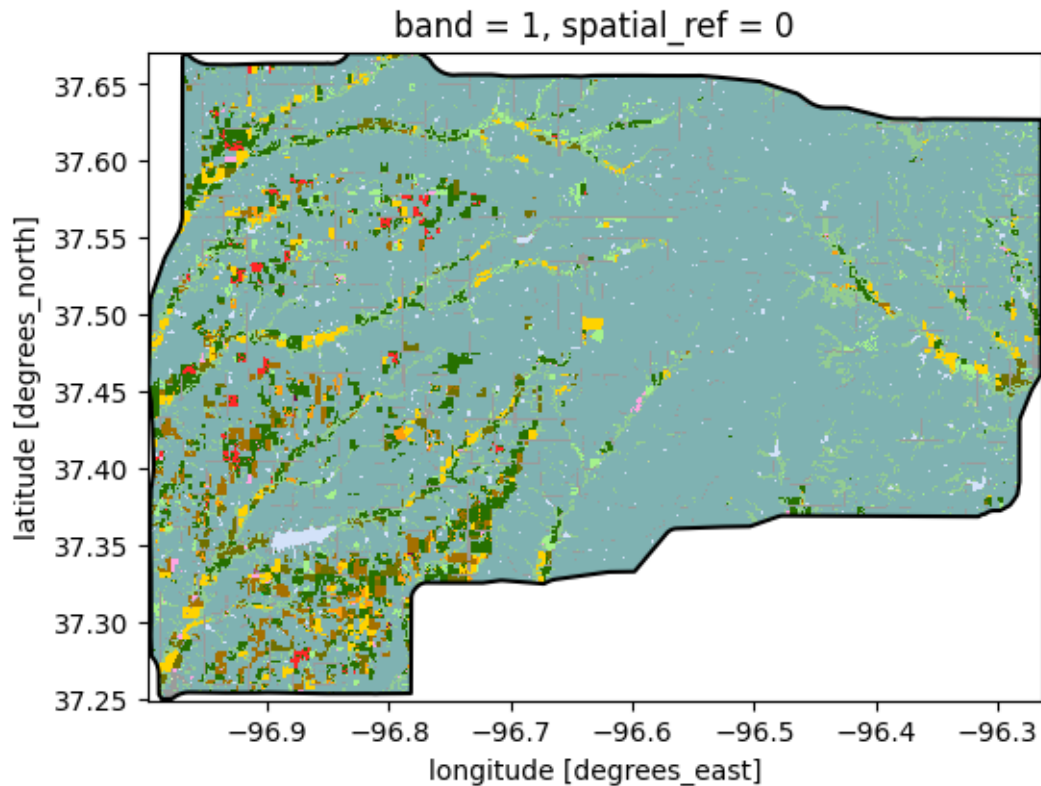 band = 1, spatial_ref = 0
37.65
37.60
37.55
37.50
37.45
37.40
37.35
37.30
37.25
latitude [degrees_north]
−96.9 −96.8 −96.7 −96.6 −96.5 −96.4 −96.3
longitude [degrees_east]